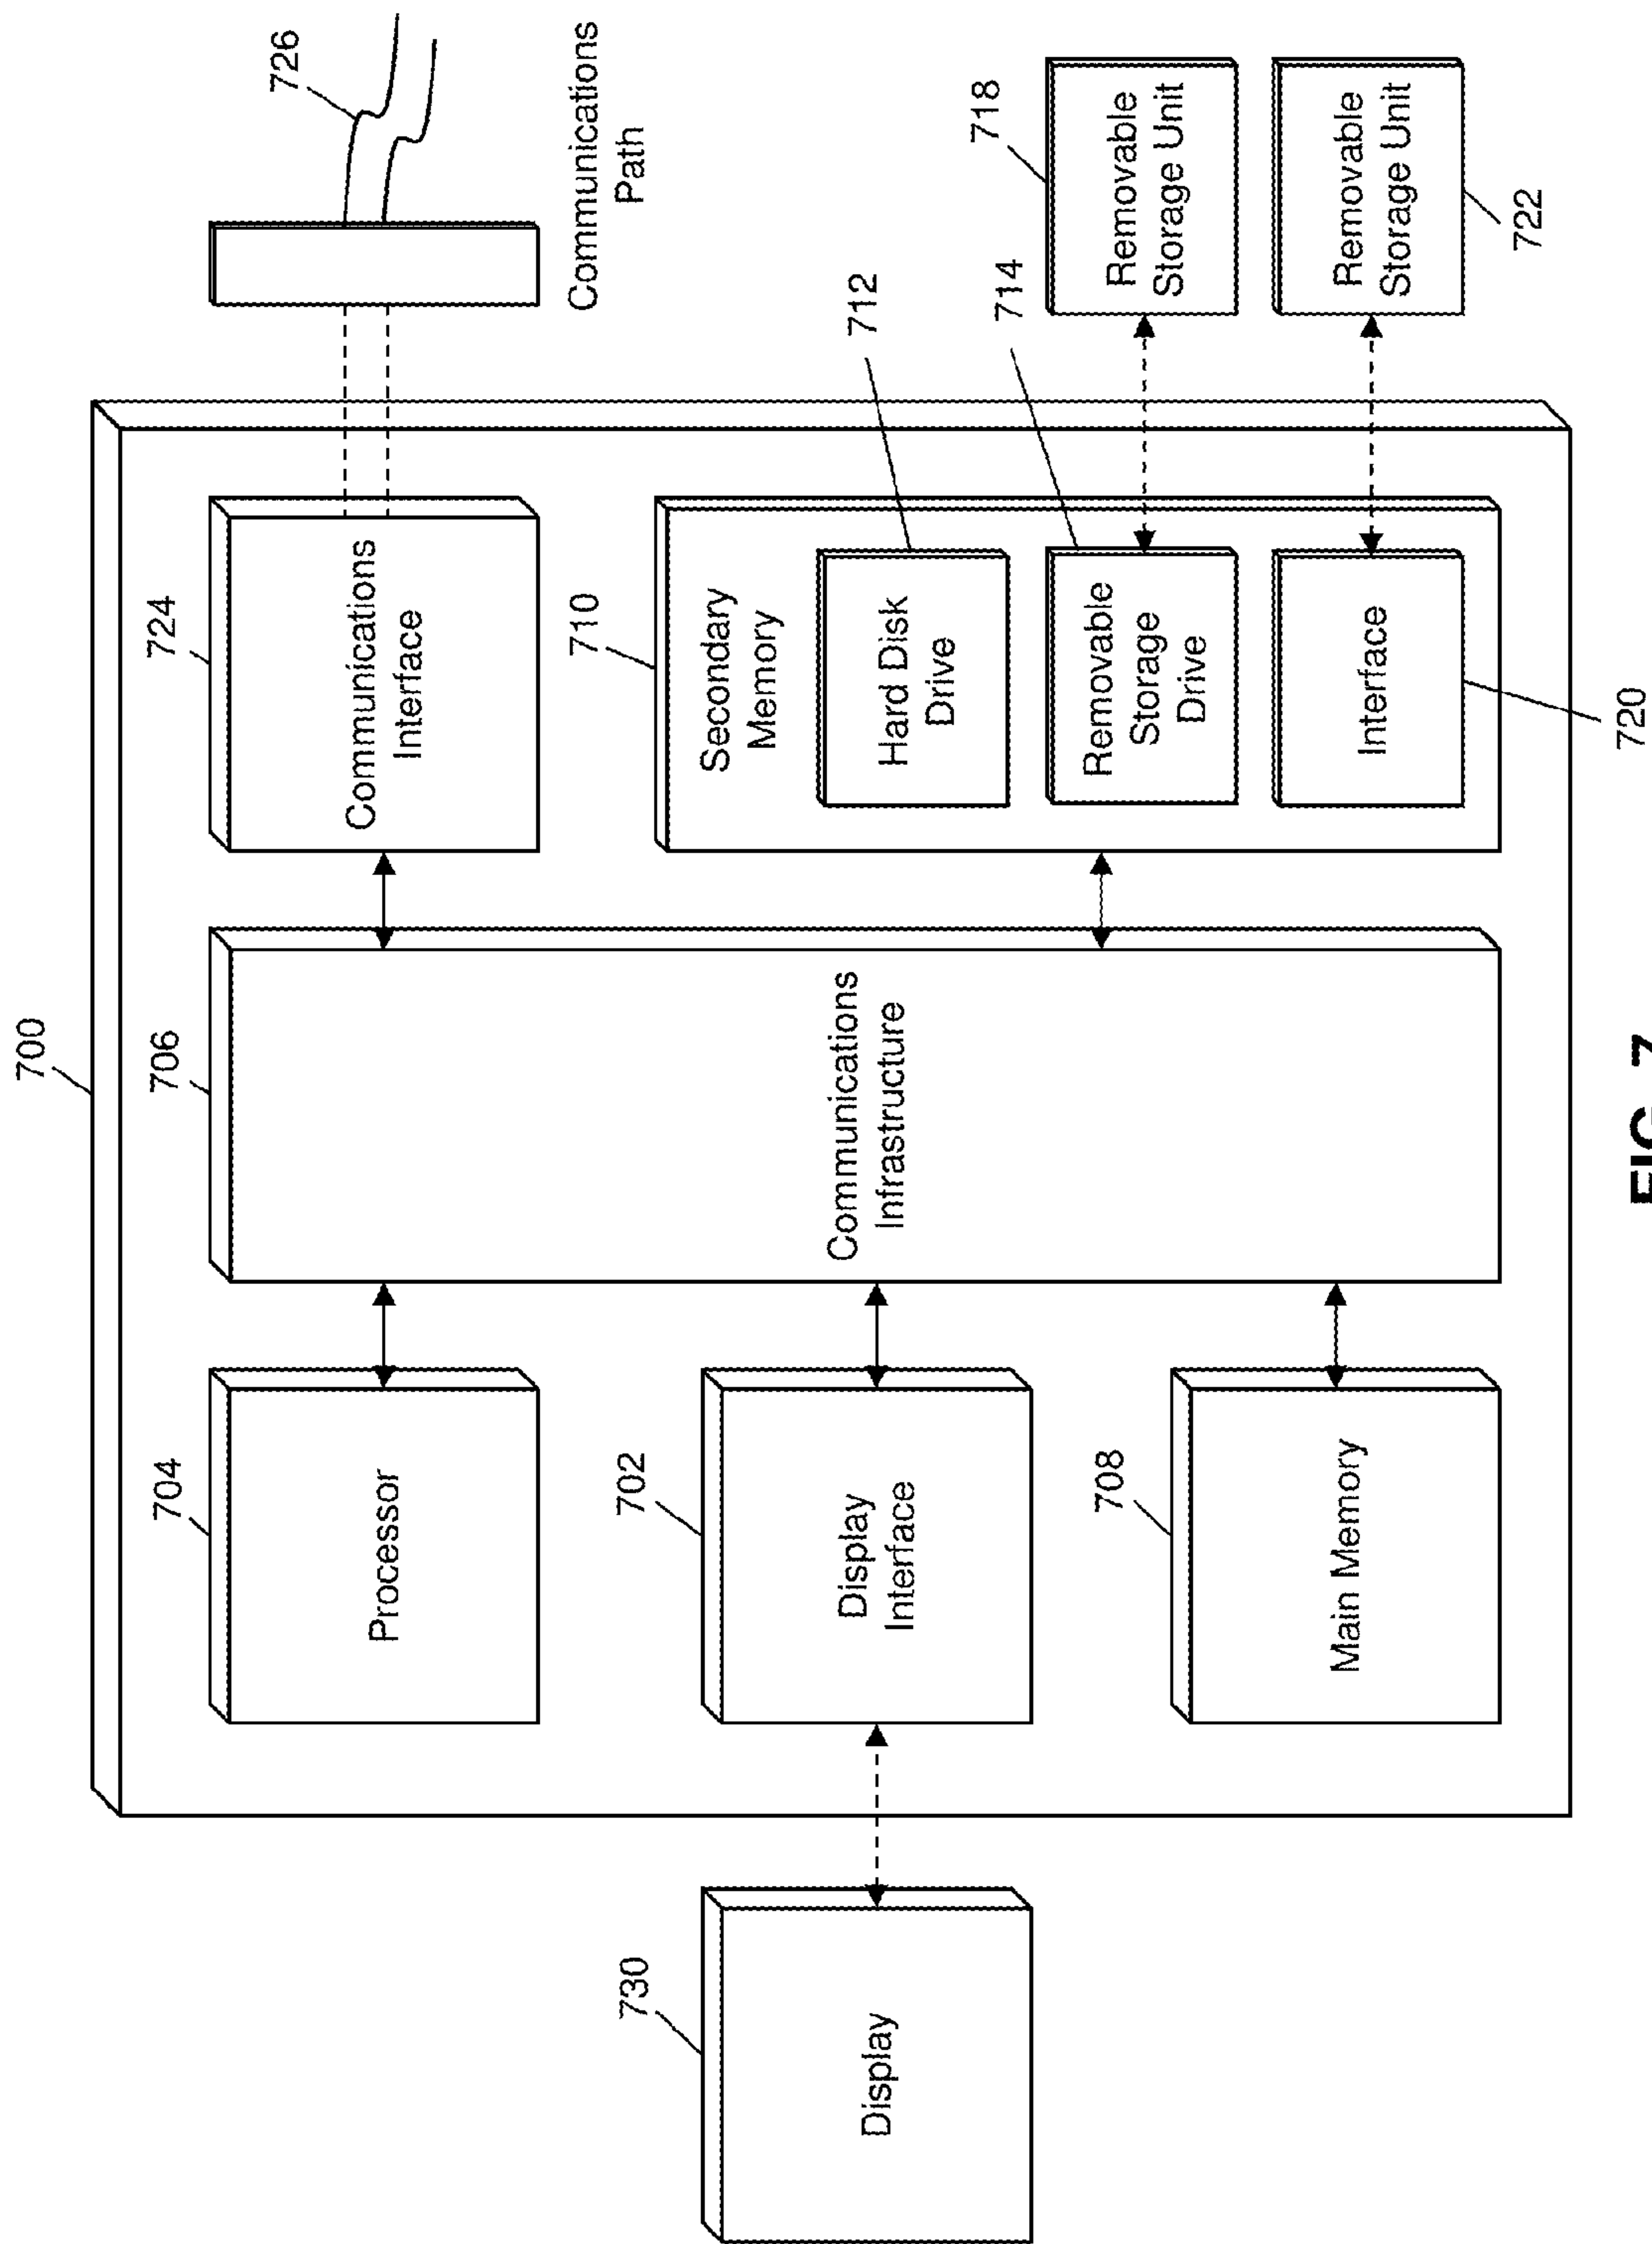 700
704
Processor
702
Display
Interface
708
Main Memory
730
Display
706
Communications
Infrastructure
724
Communications
Interface
726
Communications
Path
710
Secondary
Memory
712
Hard Disk
Drive
714
Removable
Storage
Drive
718
Removable
Storage Unit
720
Interface
722
Removable
Storage Unit
FIG. 7